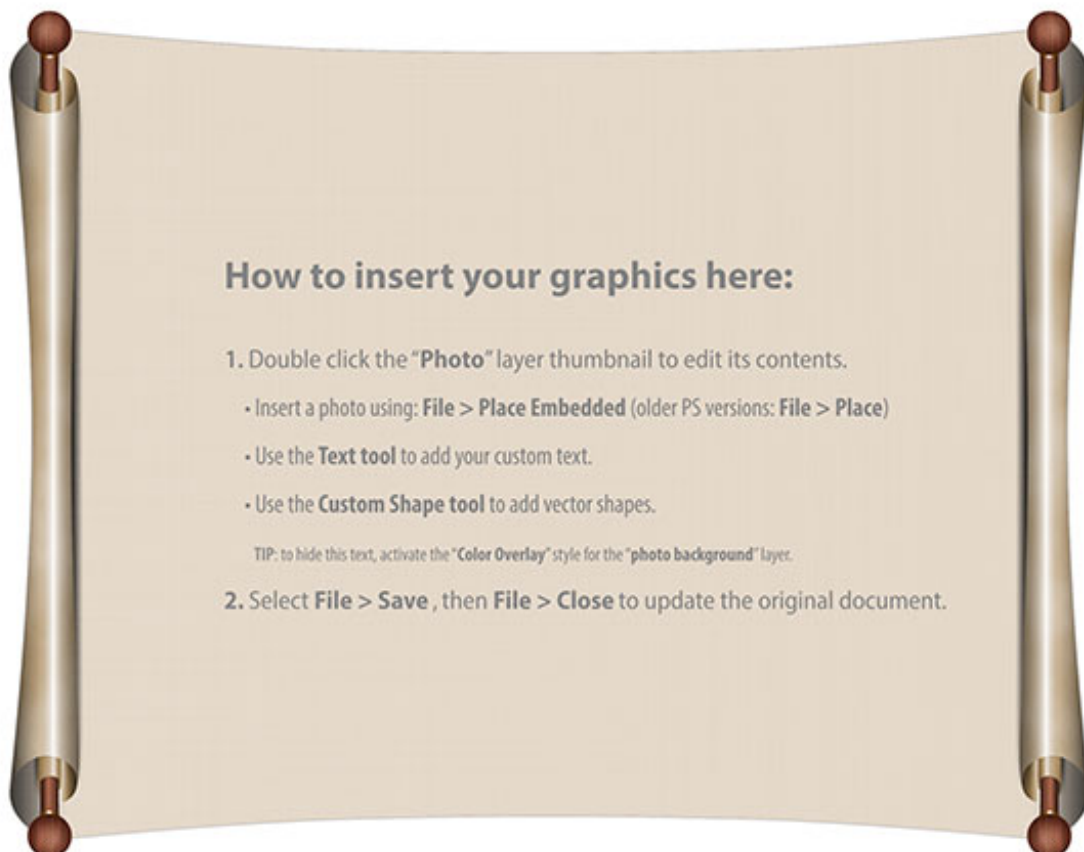 How to insert your graphics here:
1. Double click the “Photo” layer thumbnail to edit its contents.
• Insert a photo using: File > Place Embedded (older PS versions: File > Place)
• Use the Text tool to add your custom text.
• Use the Custom Shape tool to add vector shapes.
TIP: to hide this text, activate the “Color Overlay” style for the “photo background” layer.
2. Select File > Save , then File > Close to update the original document.